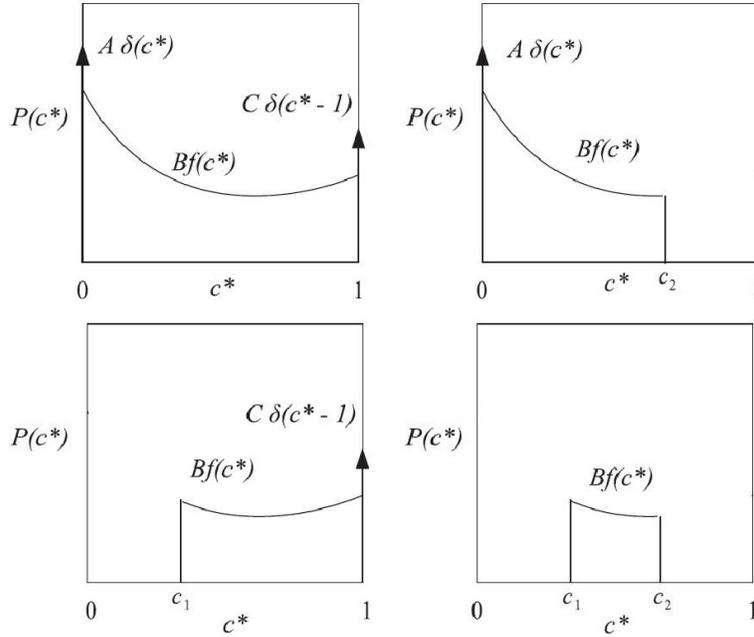 A δ(c*)
C δ(c* - 1)
P(c*)
Bf(c*)
0
c*
1
A δ(c*)
P(c*)
Bf(c*)
0
c*
c2
C δ(c* - 1)
P(c*)
Bf(c*)
0
c1
c*
1
P(c*)
Bf(c*)
0
c1
c*
c2
1